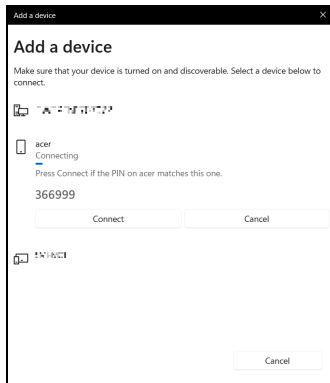 Add a device
Add a device
Make sure that your device is turned on and discoverable. Select a device below to
connect.
acer
Connecting
Press Connect if the PIN on acer matches this one.
366999
Connect Cancel
Cancel